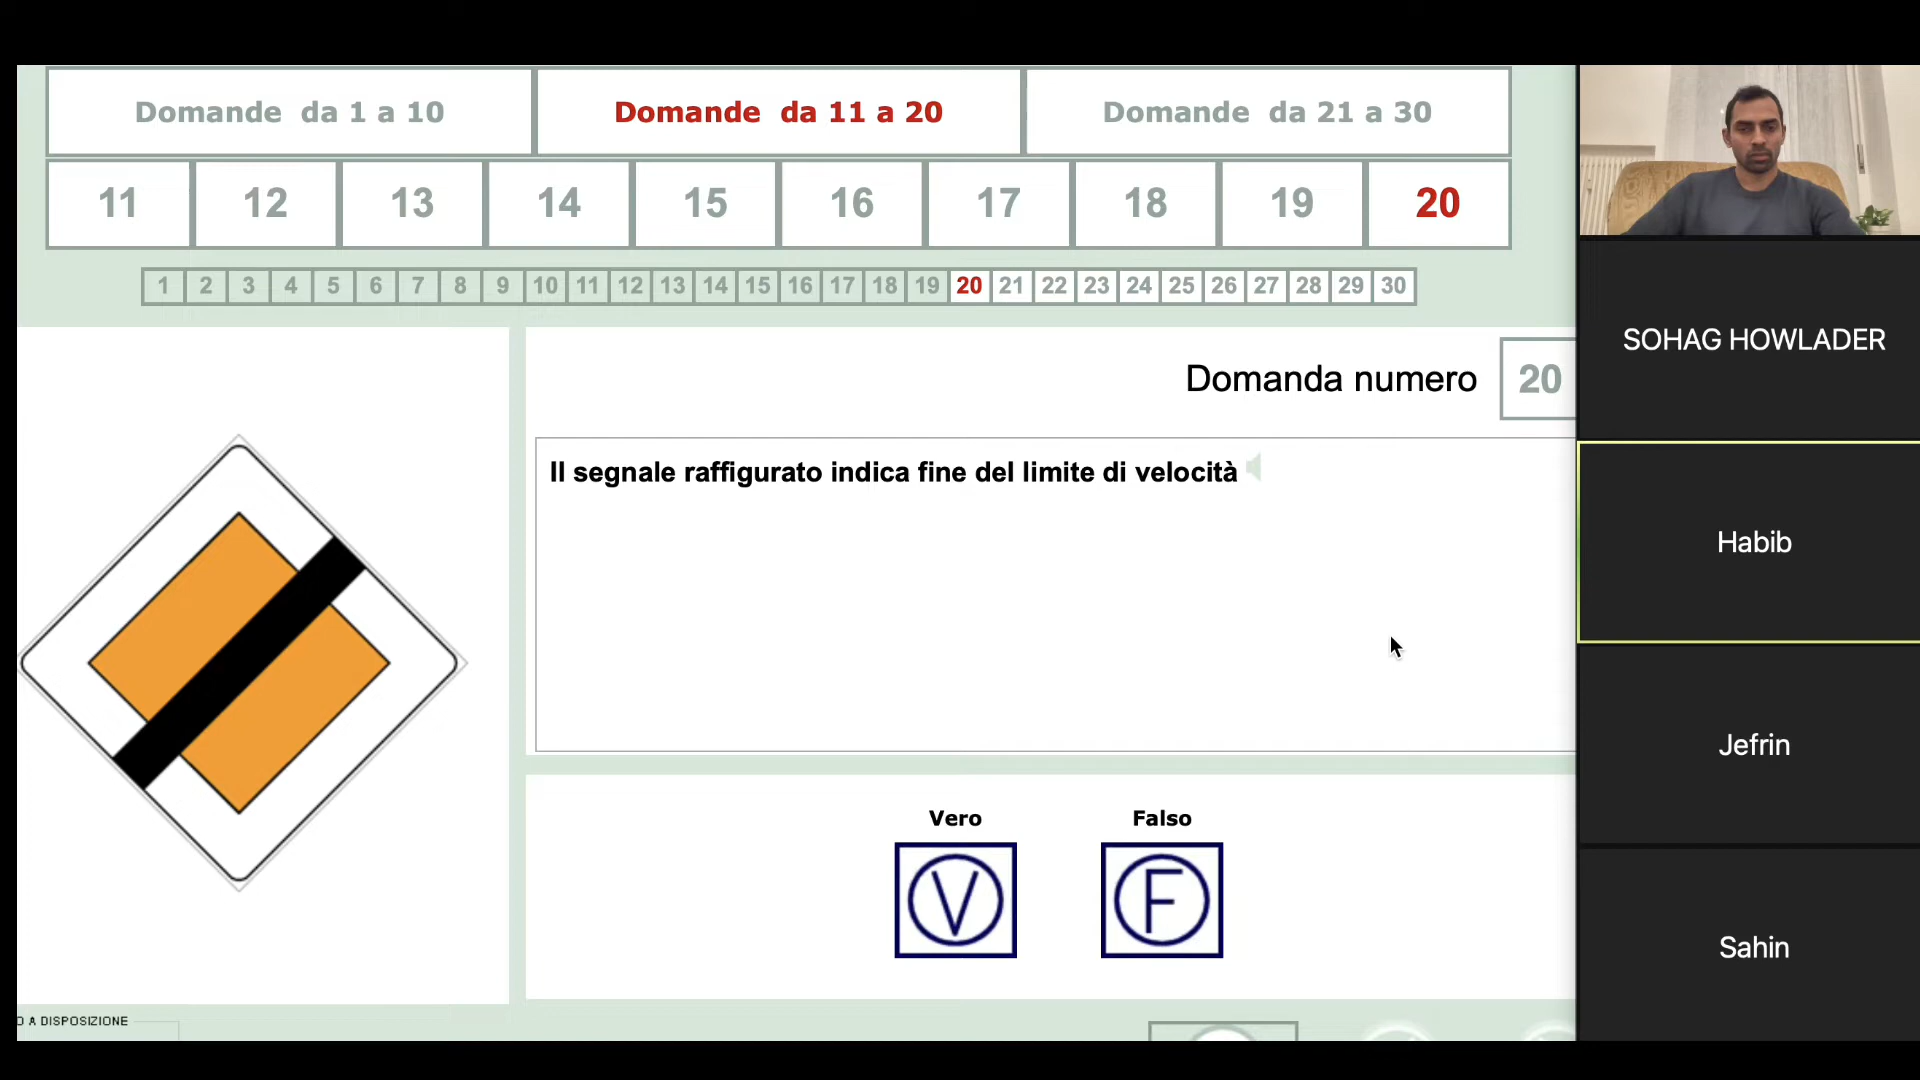 Domande da 1 a 10
Domande da 11 a 20
Domande da 21 a 30
11 12 13 14 15 16 17 18 19 20
1 2 3 4 5 6 7 8 9 10 11 12 13 14 15 16 17 18 19 20 21 22 23 24 25 26 27 28 29 30
Domanda numero 20
Il segnale raffigurato indica fine del limite di velocità
Vero
Falso
V
F
A DISPOSIZIONE
SOHAG HOWLADER
Habib
Jefrin
Sahin